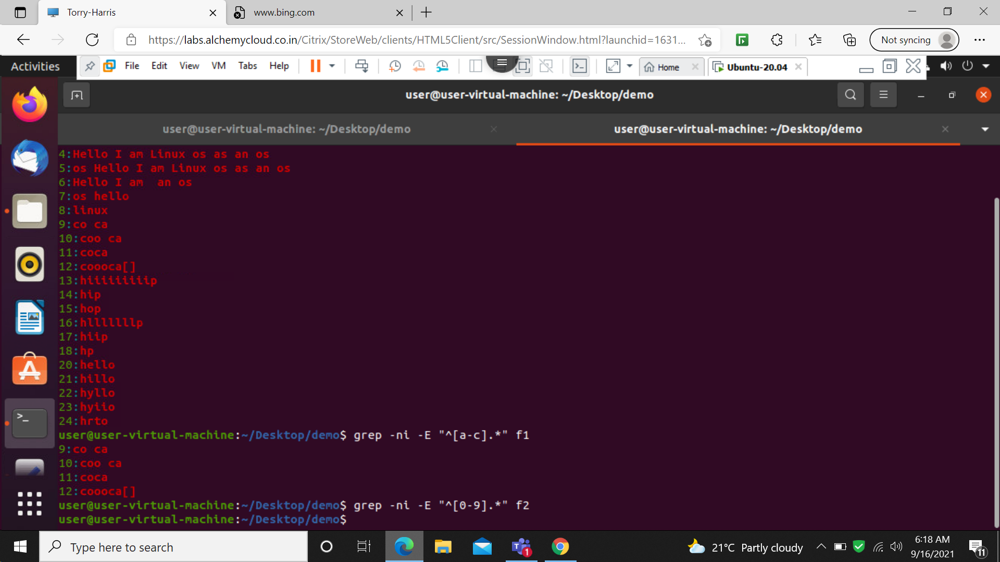 Torry-Harris
www.bing.com
https://labs.alchemycloud.co.in/Citrix/StoreWeb/clients/HTML5Client/src/SessionWindow.html?launchid=1631...
Not syncing
Activities
File Edit View VM Tabs Help
Home
Ubuntu-20.04
user@user-virtual-machine: ~/Desktop/demo
user@user-virtual-machine: ~/Desktop/demo
user@user-virtual-machine: ~/Desktop/demo
4:Hello I am Linux os as an os
5:os Hello I am Linux os as an os
6:Hello I am  an os
7:os hello
8:linux
9:co ca
10:coo ca
11:coca
12:coooca[]
13:hiiiiiiiiip
14:hip
15:hop
16:hlllllllp
17:hiip
18:hp
20:hello
21:hillo
22:hyllo
23:hyiio
24:hrto
user@user-virtual-machine:~/Desktop/demo$ grep -ni -E "^[a-c].*" f1
9:co ca
10:coo ca
11:coca
12:coooca[]
user@user-virtual-machine:~/Desktop/demo$ grep -ni -E "^[0-9].*" f2
user@user-virtual-machine:~/Desktop/demo$
Type here to search
1
21°C Partly cloudy
6:18 AM
9/16/2021
11